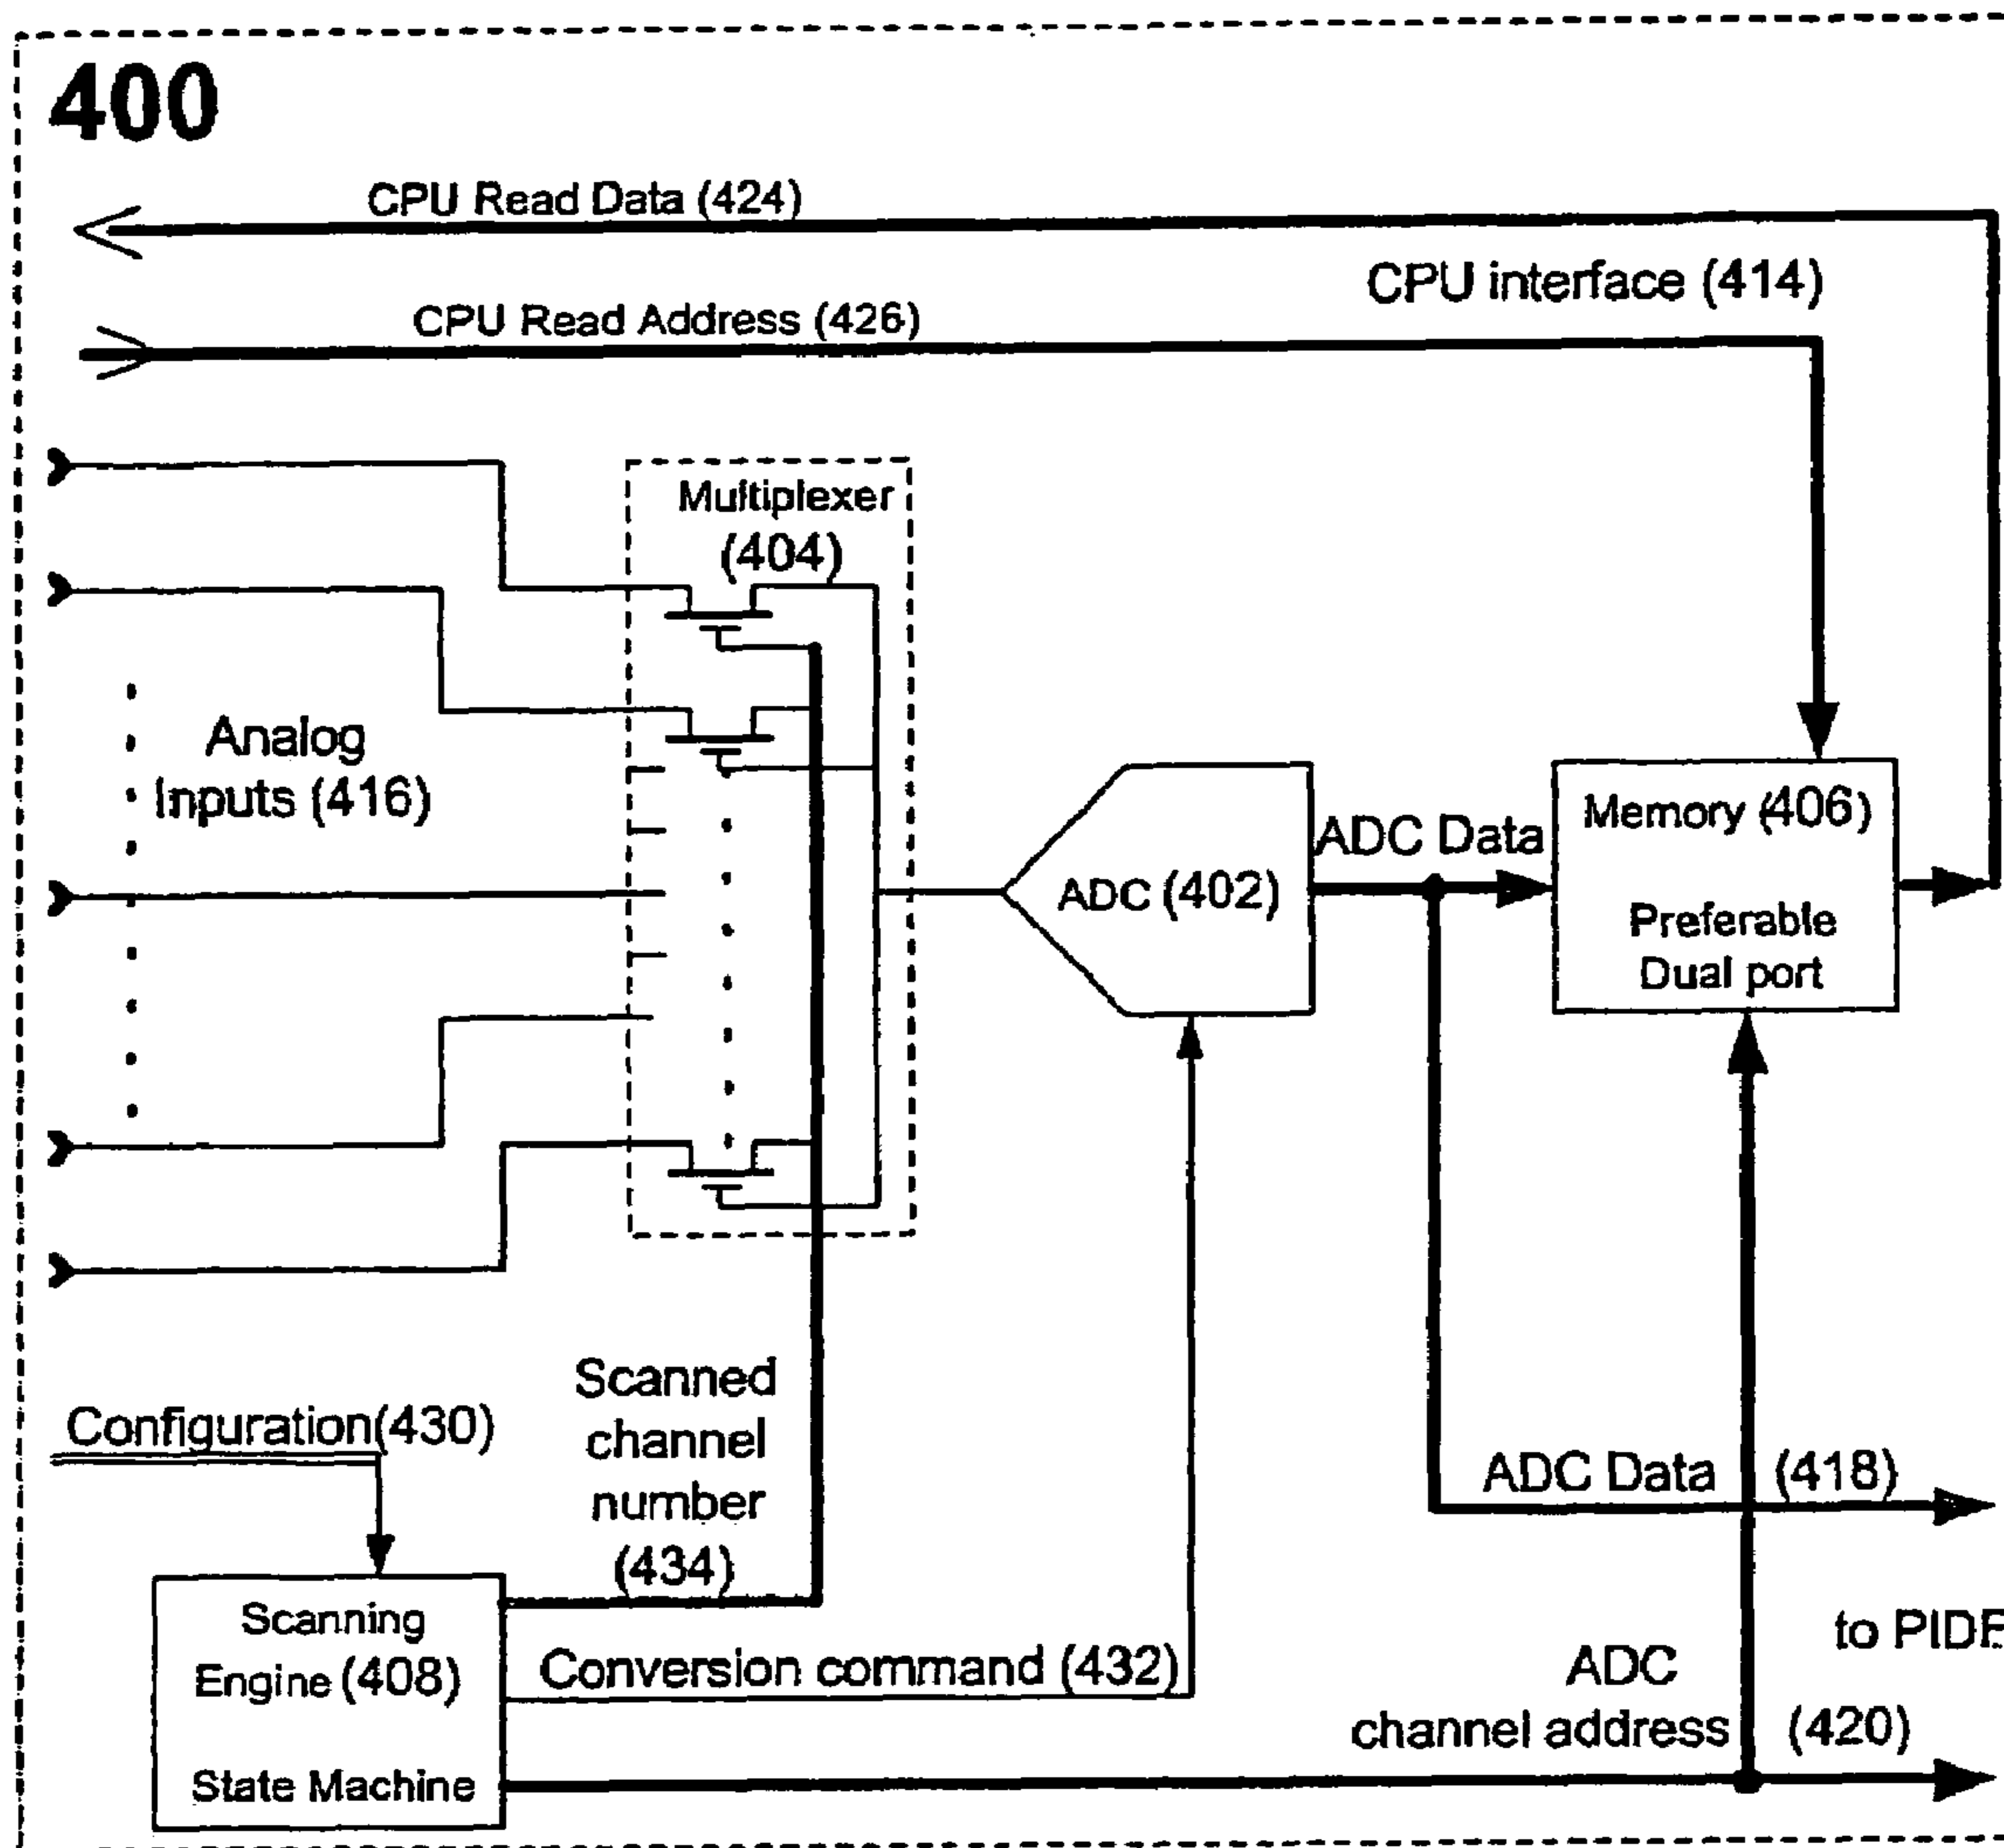 400
CPU Read Data (424)
CPU interface (414)
CPU Read Address (426)
Multiplexer
(404)
Analog
Inputs (416)
ADC (402)
ADC Data
Memory (406)
Preferable
Dual port
Scanned
channel
number
(434)
Configuration(430)
ADC Data (418)
Scanning
Engine (408)
State Machine
Conversion command (432)
to
ADC
channel address (420)